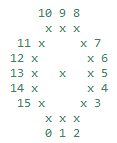 10 9 8
x x x
11 x x 7
12 x x 6
13 x x x 5
14 x x 4
15 x x 3
x x x
0 1 2